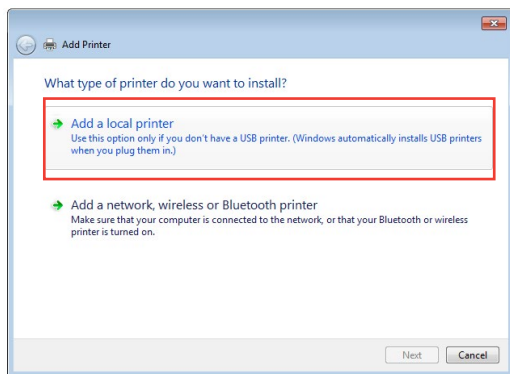 Add Printer
What type of printer do you want to install?
Add a local printer
Use this option only if you don't have a USB printer. (Windows automatically installs USB printers
when you plug them in.)
Add a network, wireless or Bluetooth printer
Make sure that your computer is connected to the network, or that your Bluetooth or wireless
printer is turned on.
Next Cancel